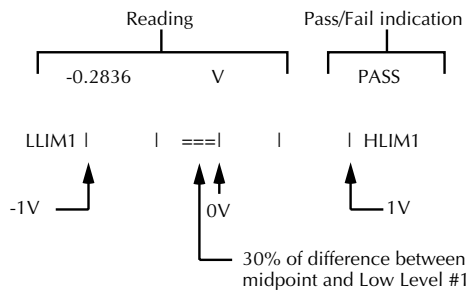 Reading Pass/Fail indication
-0.2836 V PASS
LLIM1 | | ===| | | HLIM1
-1V 0V 1V
30% of difference between
midpoint and Low Level #1